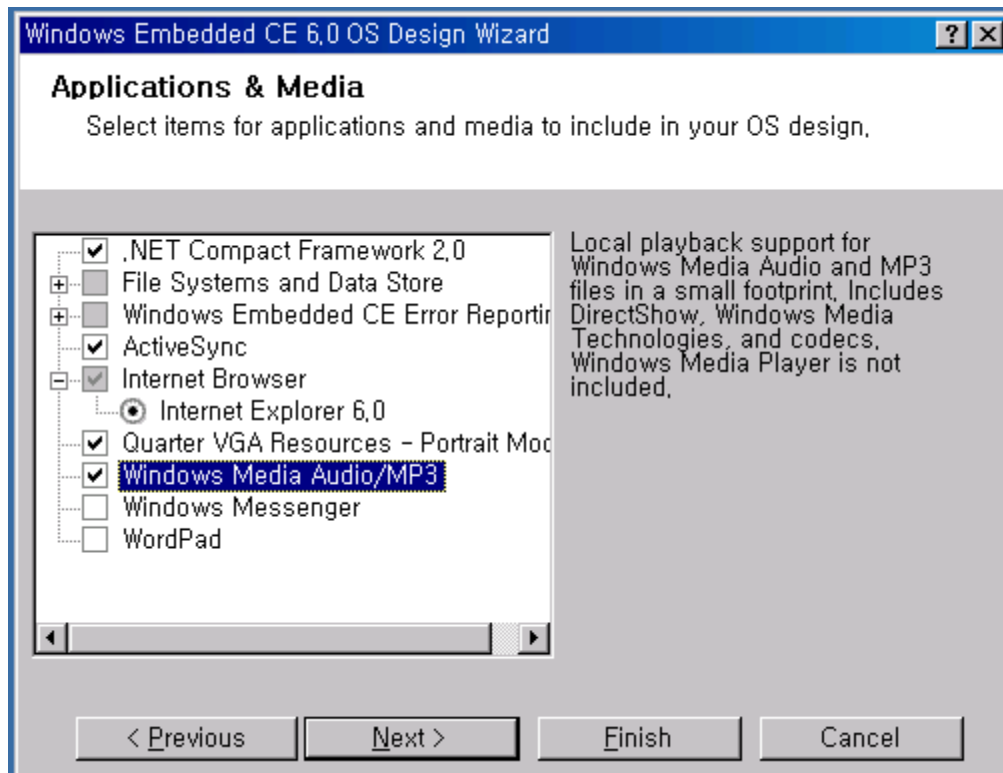 Windows Embedded CE 6.0 OS Design Wizard
Applications & Media
Select items for applications and media to include in your OS design.
.NET Compact Framework 2.0
File Systems and Data Store
Windows Embedded CE Error Reportin
ActiveSync
Internet Browser
Internet Explorer 6.0
Quarter VGA Resources - Portrait Mod
Windows Media Audio/MP3
Windows Messenger
WordPad
Local playback support for
Windows Media Audio and MP3
files in a small footprint. Includes
DirectShow, Windows Media
Technologies, and codecs.
Windows Media Player is not
included.
< Previous
Next >
Finish
Cancel